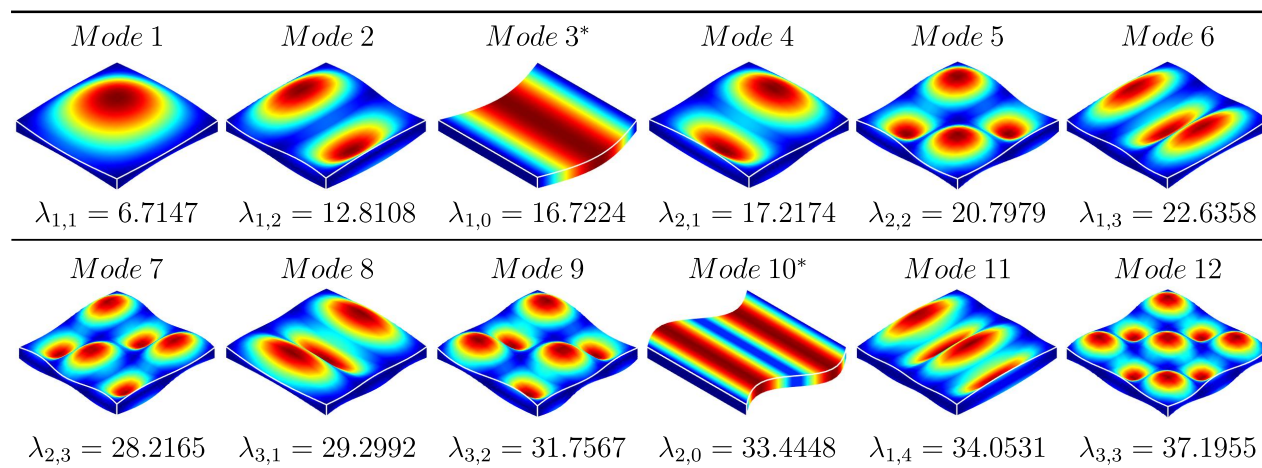 Mode 1 Mode 2 Mode 3* Mode 4 Mode 5 Mode 6
λ1,1 = 6.7147 λ1,2 = 12.8108 λ1,0 = 16.7224 λ2,1 = 17.2174 λ2,2 = 20.7979 λ1,3 = 22.6358
Mode 7 Mode 8 Mode 9 Mode 10* Mode 11 Mode 12
λ2,3 = 28.2165 λ3,1 = 29.2992 λ3,2 = 31.7567 λ2,0 = 33.4448 λ1,4 = 34.0531 λ3,3 = 37.1955